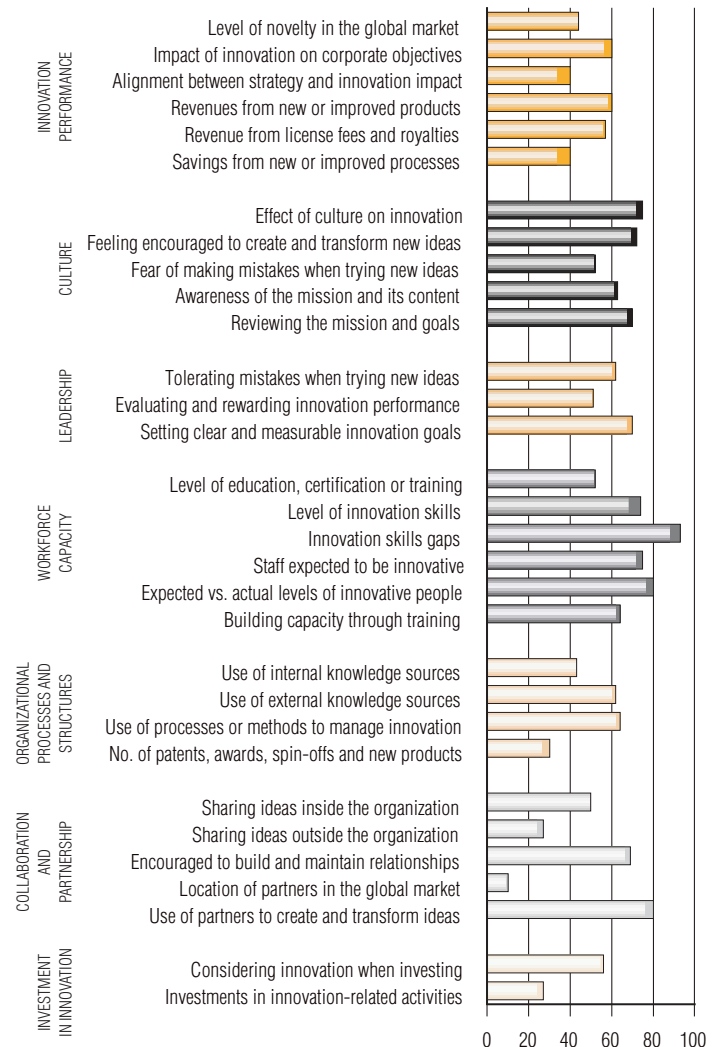 INNOVATION
PERFORMANCE
Level of novelty in the global market
Impact of innovation on corporate objectives
Alignment between strategy and innovation impact
Revenues from new or improved products
Revenue from license fees and royalties
Savings from new or improved processes
CULTURE
Effect of culture on innovation
Feeling encouraged to create and transform new ideas
Fear of making mistakes when trying new ideas
Awareness of the mission and its content
Reviewing the mission and goals
LEADERSHIP
Tolerating mistakes when trying new ideas
Evaluating and rewarding innovation performance
Setting clear and measurable innovation goals
WORKFORCE
CAPACITY
Level of education, certification or training
Level of innovation skills
Innovation skills gaps
Staff expected to be innovative
Expected vs. actual levels of innovative people
Building capacity through training
ORGANIZATIONAL
PROCESSES AND
STRUCTURES
Use of internal knowledge sources
Use of external knowledge sources
Use of processes or methods to manage innovation
No. of patents, awards, spin-offs and new products
COLLABORATION
AND
PARTNERSHIP
Sharing ideas inside the organization
Sharing ideas outside the organization
Encouraged to build and maintain relationships
Location of partners in the global market
Use of partners to create and transform ideas
INVESTMENT
IN INNOVATION
Considering innovation when investing
Investments in innovation-related activities
0 20 40 60 80 100